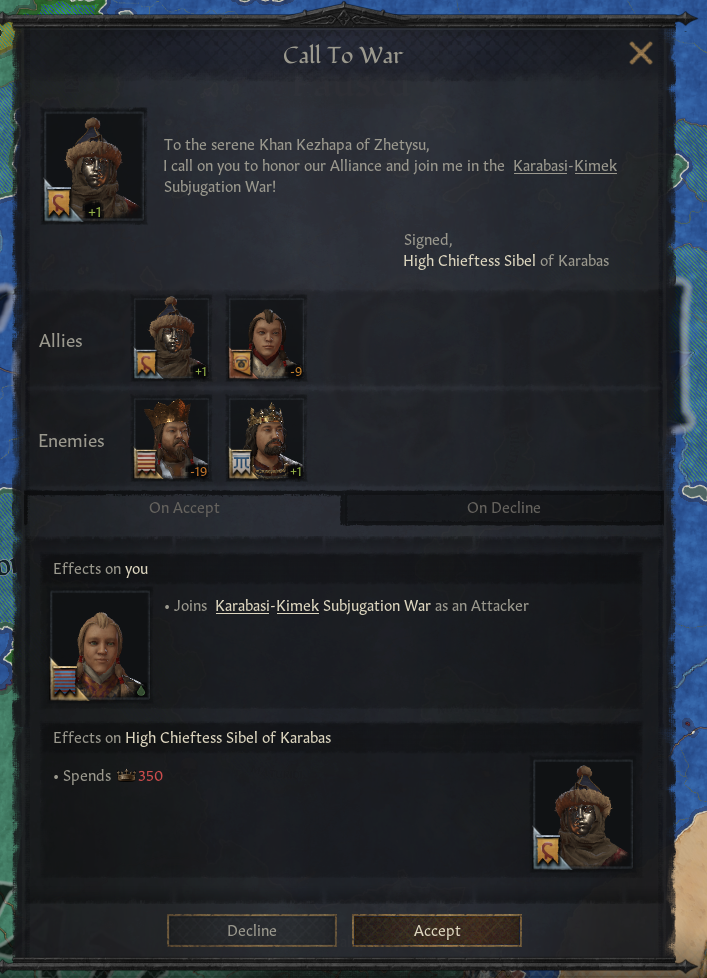 Call To War
To the serene Khan Kezhapa of Zhetysu,
I call on you to honor our Alliance and join me in the Karabasi-Kimek
Subjugation War!
+1
Signed,
High Chieftess Sibel of Karabas
Allies
+1
-9
Enemies
-19
+1
On Accept
On Decline
Effects on you
• Joins Karabasi-Kimek Subjugation War as an Attacker
Effects on High Chieftess Sibel of Karabas
• Spends 350
Decline
Accept